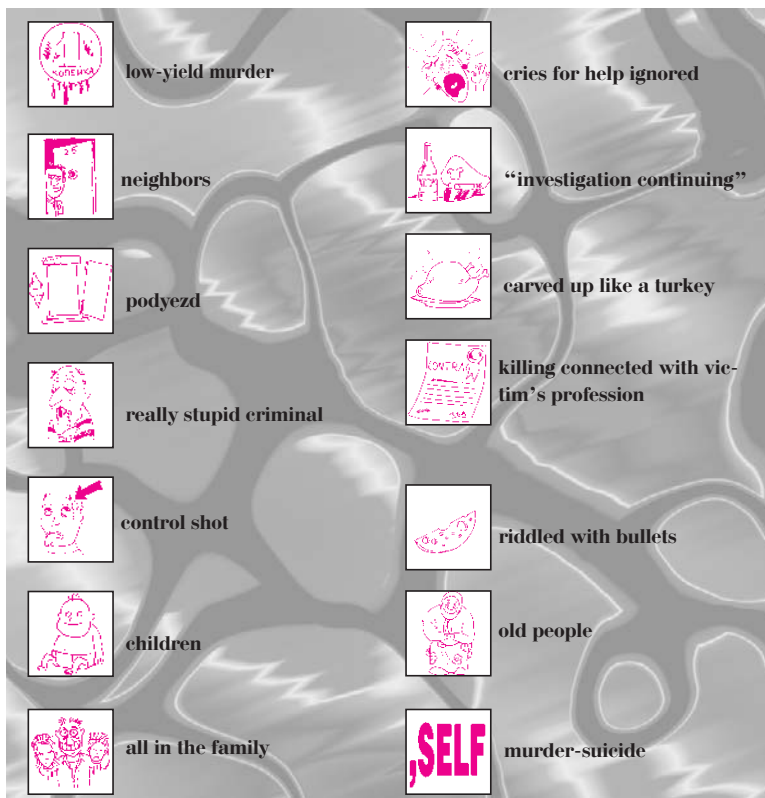 КОПЕЙКА
low-yield murder
neighbors
podyezd
really stupid criminal
control shot
children
all in the family
cries for help ignored
“investigation continuing”
carved up like a turkey
KONTRAK
killing connected with vic-
tim’s profession
riddled with bullets
old people
,SELF
murder-suicide